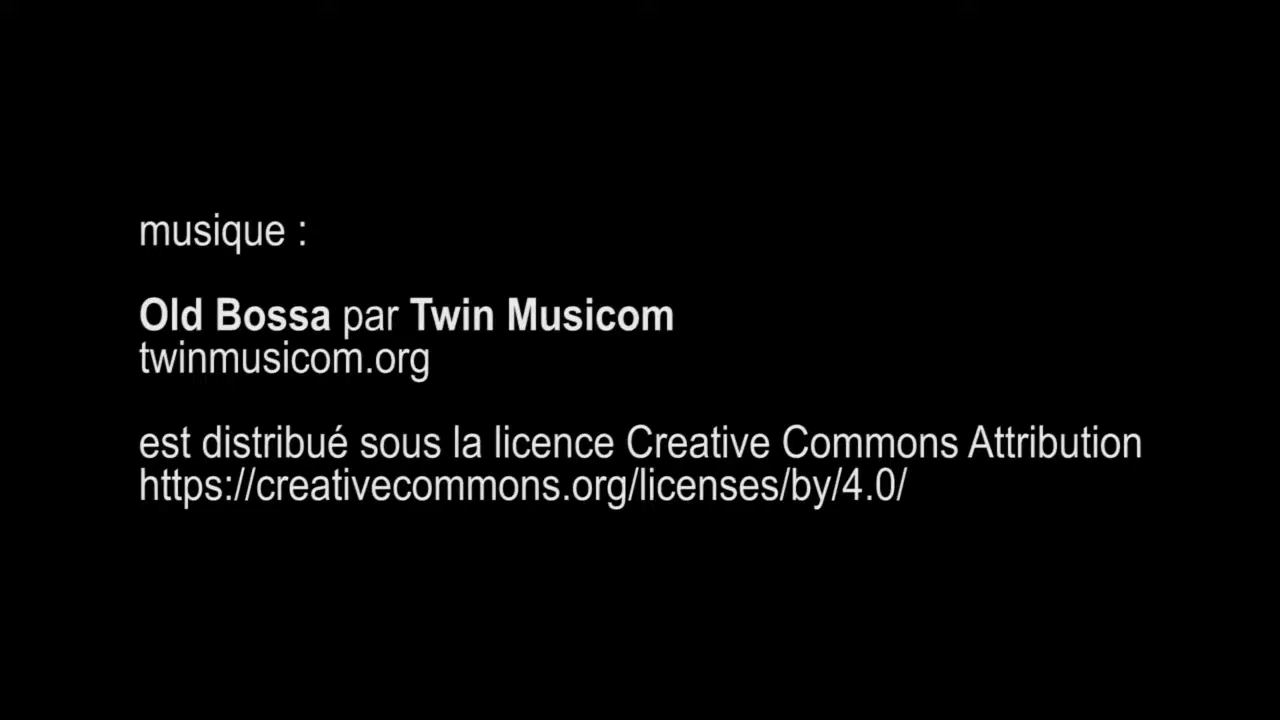 musique :
Old Bossa par Twin Musicom
twinmusicom.org
est distribué sous la licence Creative Commons Attribution
https://creativecommons.org/licenses/by/4.0/